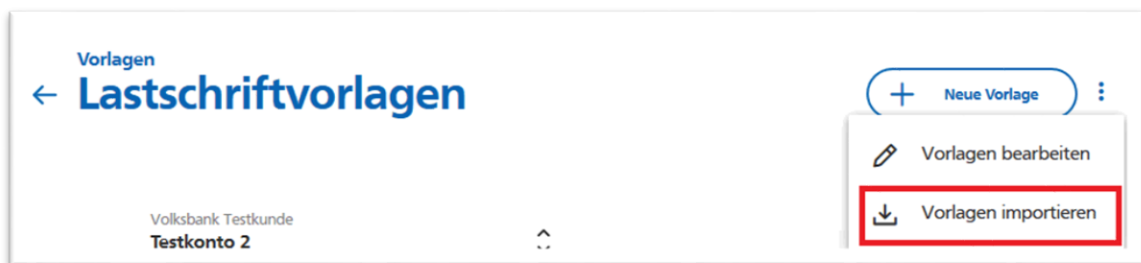 Vorlagen
Lastschriftvorlagen
Neue Vorlage
Vorlagen bearbeiten
Vorlagen importieren
Volksbank Testkunde
Testkonto 2